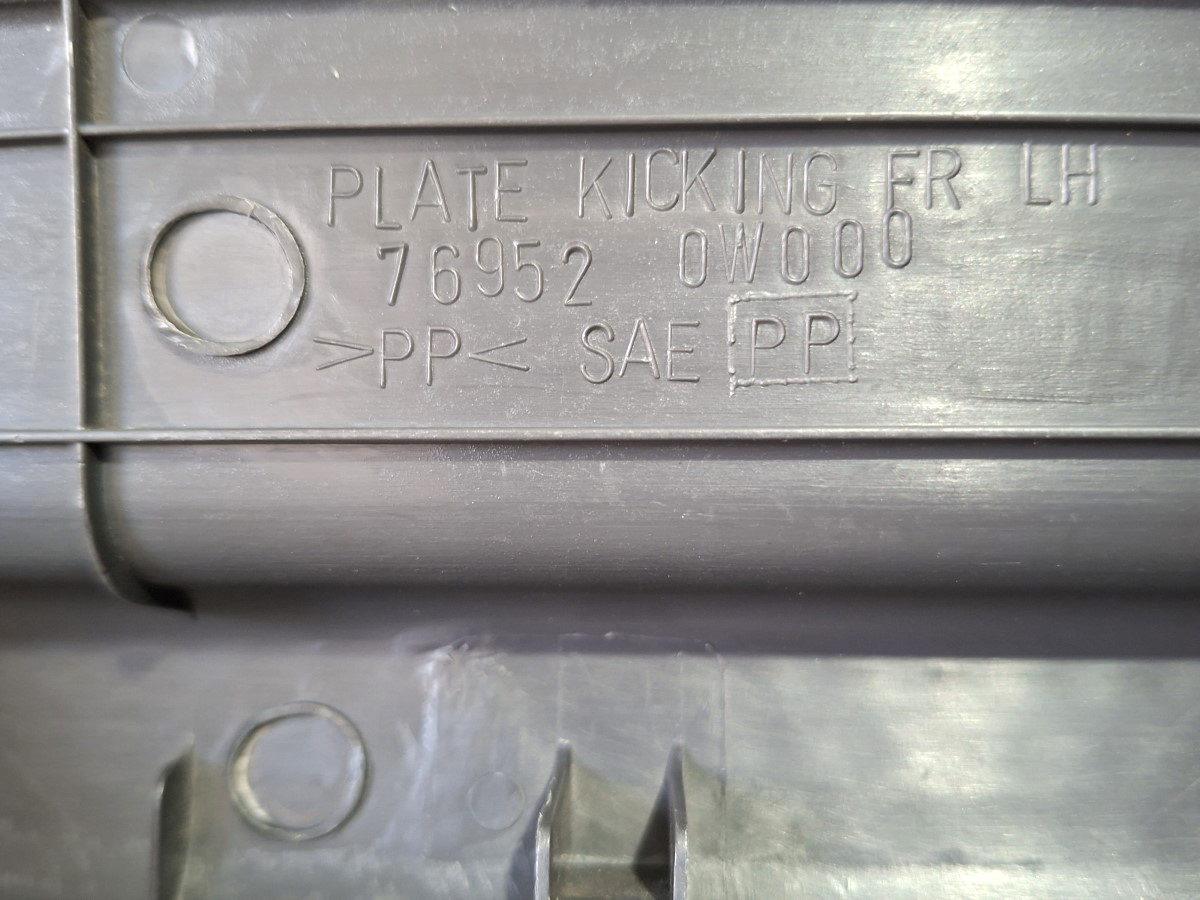 PLATE KICKING FR LH
76952 0W000
>PP< SAE PP